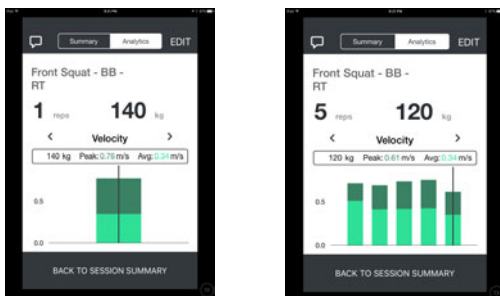 Summary Analytics EDIT
Front Squat - BB -
RT
1 reps 140 kg
< Velocity >
140 kg Peak: 0.76 m/s Avg: 0.34 m/s
0.5
0.0
BACK TO SESSION SUMMARY
Summary Analytics EDIT
Front Squat - BB -
RT
5 reps 120 kg
< Velocity >
120 kg Peak: 0.61 m/s Avg: 0.34 m/s
0.5
0.0
BACK TO SESSION SUMMARY